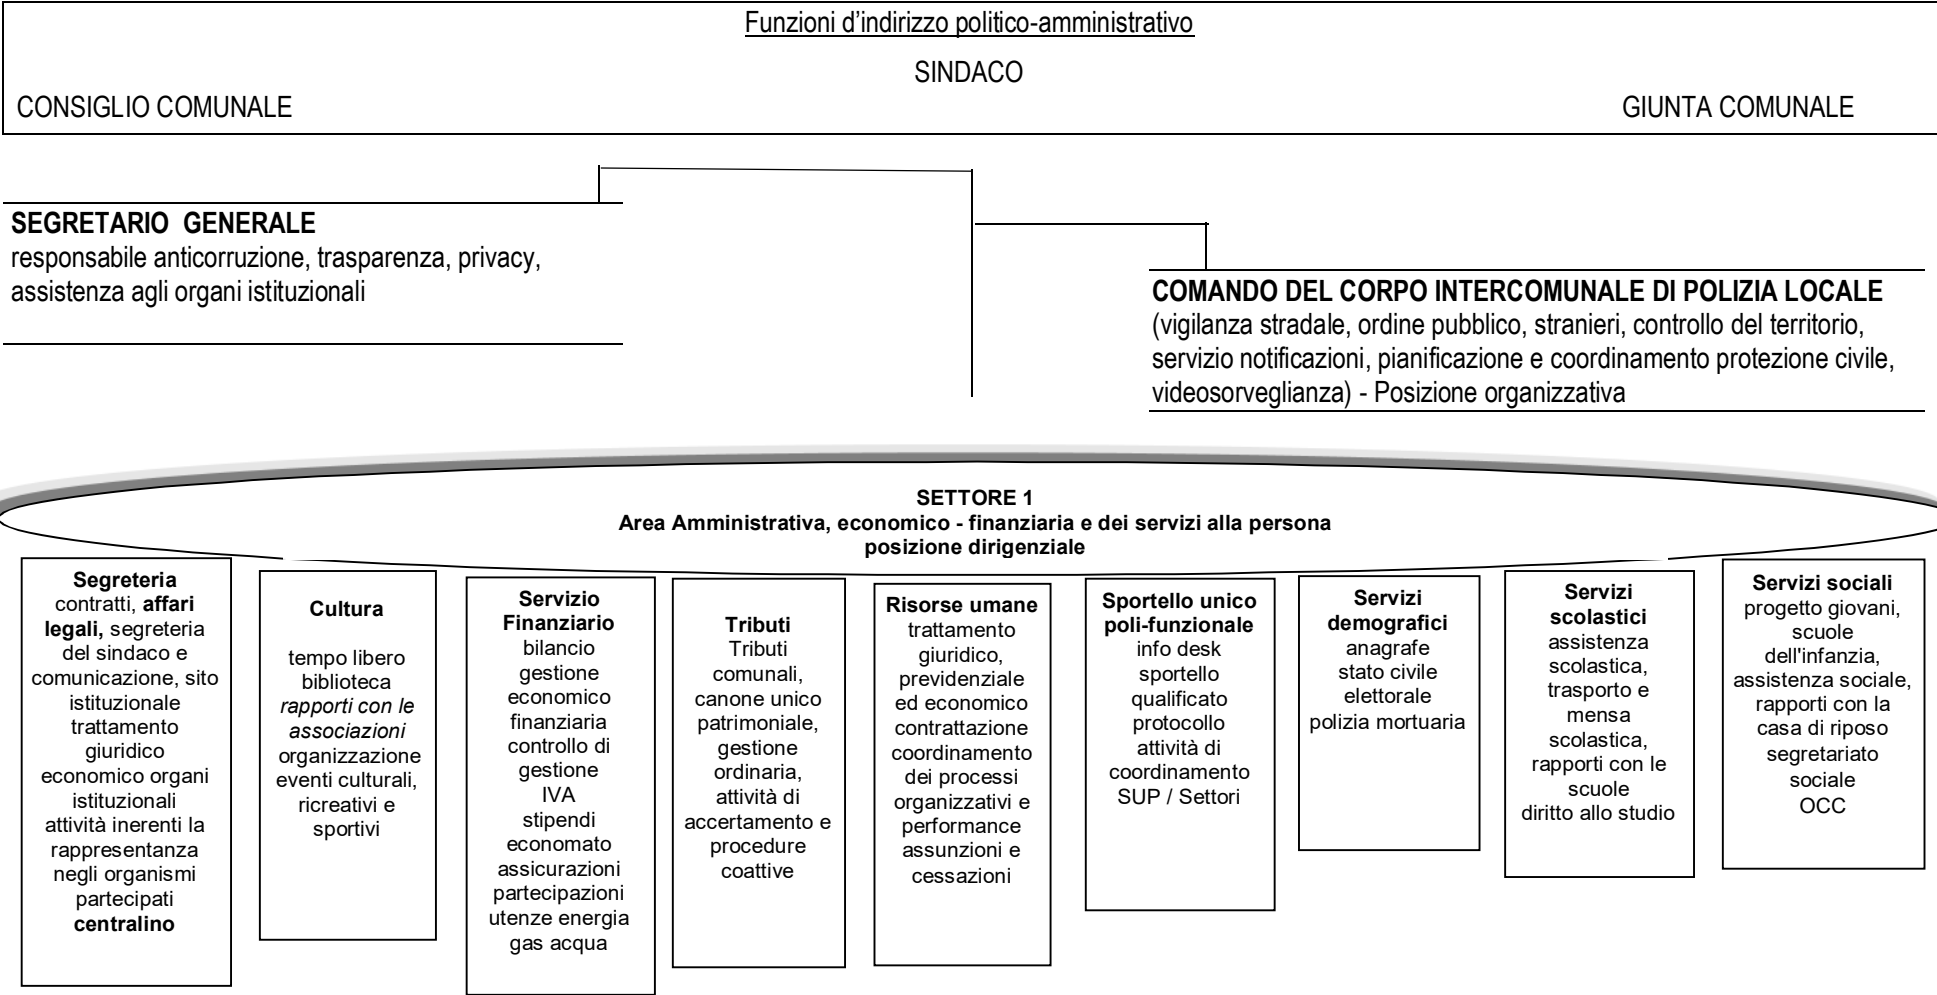 Funzioni d'indirizzo politico-amministrativo
SINDACO
CONSIGLIO COMUNALE
GIUNTA COMUNALE
SEGRETARIO GENERALE
responsabile anticorruzione, trasparenza, privacy,
assistenza agli organi istituzionali
COMANDO DEL CORPO INTERCOMUNALE DI POLIZIA LOCALE
(vigilanza stradale, ordine pubblico, stranieri, controllo del territorio,
servizio notificazioni, pianificazione e coordinamento protezione civile,
videosorveglianza) - Posizione organizzativa
SETTORE 1
Area Amministrativa, economico - finanziaria e dei servizi alla persona
posizione dirigenziale
Segreteria
contratti, affari
legali, segreteria
del sindaco e
comunicazione, sito
istituzionale
trattamento
giuridico
economico organi
istituzionali
attività inerenti la
rappresentanza
negli organismi
partecipati
centralino
Cultura
tempo libero
biblioteca
rapporti con le
associazioni
organizzazione
eventi culturali,
ricreativi e
sportivi
Servizio
Finanziario
bilancio
gestione
economico
finanziaria
controllo di
gestione
IVA
stipendi
economato
assicurazioni
partecipazioni
utenze energia
gas acqua
Tributi
Tributi
comunali,
canone unico
patrimoniale,
gestione
ordinaria,
attività di
accertamento e
procedure
coattive
Risorse umane
trattamento
giuridico,
previdenziale
ed economico
contrattazione
coordinamento
dei processi
organizzativi e
performance
assunzioni e
cessazioni
Sportello unico
poli-funzionale
info desk
sportello
qualificato
protocollo
attività di
coordinamento
SUP / Settori
Servizi
demografici
anagrafe
stato civile
elettorale
polizia mortuaria
Servizi
scolastici
assistenza
scolastica,
trasporto e
mensa
scolastica,
rapporti con le
scuole
diritto allo studio
Servizi sociali
progetto giovani,
scuole
dell'infanzia,
assistenza sociale,
rapporti con la
casa di riposo
segretariato
sociale
OCC